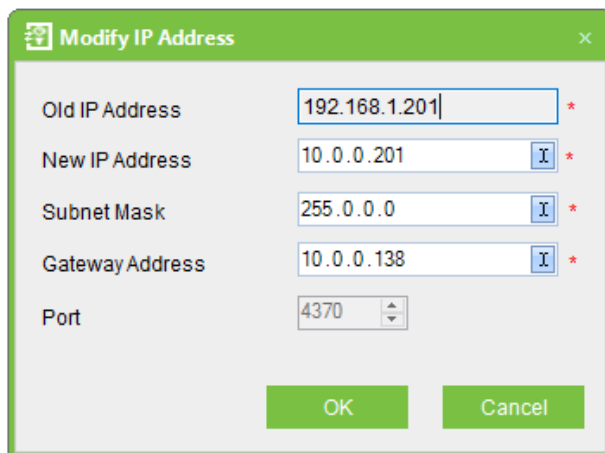 Modify IP Address
Old IP Address 192.168.1.201 *
New IP Address 10.0.0.201 *
Subnet Mask 255.0.0.0 *
Gateway Address 10.0.0.138 *
Port 4370
OK Cancel